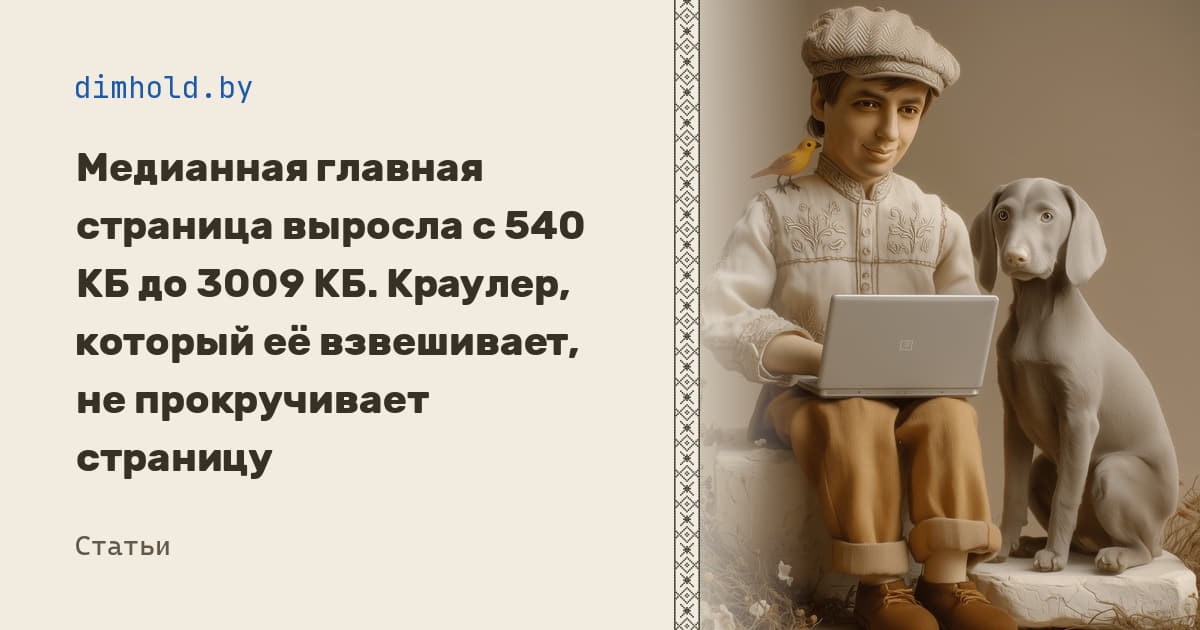 dimhold.by
Медианная главная
страница выросла с 540
КБ до 3009 КБ. Краулер,
который её взвешивает,
не прокручивает
страницу
Статьи